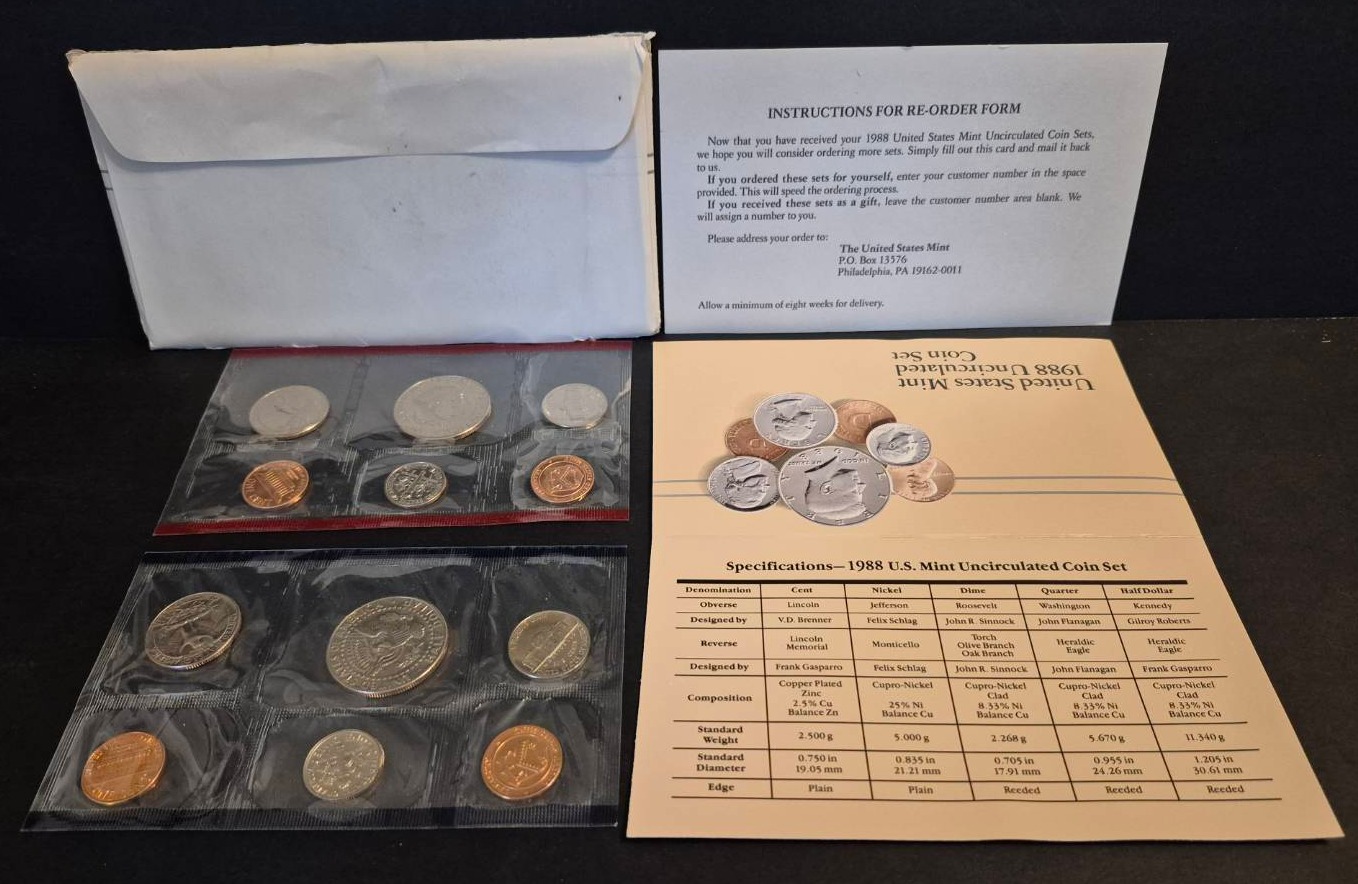 INSTRUCTIONS FOR RE-ORDER FORM
Now that you have received your 1988 United States Mint Uncirculated Coin Sets,
we hope you will consider ordering more sets. Simply fill out this card and mail it back
to us.
If you ordered these sets for yourself, enter your customer number in the space
provided. This will speed the ordering process.
If you received these sets as a gift, leave the customer number area blank. We
will assign a number to you.
Please address your order to:
The United States Mint
P.O. Box 13576
Philadelphia, PA 19162-0011
Allow a minimum of eight weeks for delivery.
United States Mint
1988 Uncirculated
Coin Set
Specifications—1988 U.S. Mint Uncirculated Coin Set
Denomination Cent Nickel Dime Quarter Half Dollar
Obverse Lincoln Jefferson Roosevelt Washington Kennedy
Designed by V.D. Brenner Felix Schlag John R. Sinnock John Flanagan Gilroy Roberts
Reverse Lincoln Memorial Monticello Torch Olive Branch Oak Branch Heraldic Eagle Heraldic Eagle
Designed by Frank Gasparro Felix Schlag John R. Sinnock John Flanagan Frank Gasparro
Composition Copper Plated Zinc 2.5% Cu Balance Zn Cupro-Nickel 25% Ni Balance Cu Cupro-Nickel Clad 8.33% Ni Balance Cu Cupro-Nickel Clad 8.33% Ni Balance Cu Cupro-Nickel Clad 8.33% Ni Balance Cu
Standard Weight 2.500 g 5.000 g 2.268 g 5.670 g 11.340 g
Standard Diameter 0.750 in 19.05 mm 0.835 in 21.21 mm 0.705 in 17.91 mm 0.955 in 24.26 mm 1.205 in 30.61 mm
Edge Plain Plain Reeded Reeded Reeded